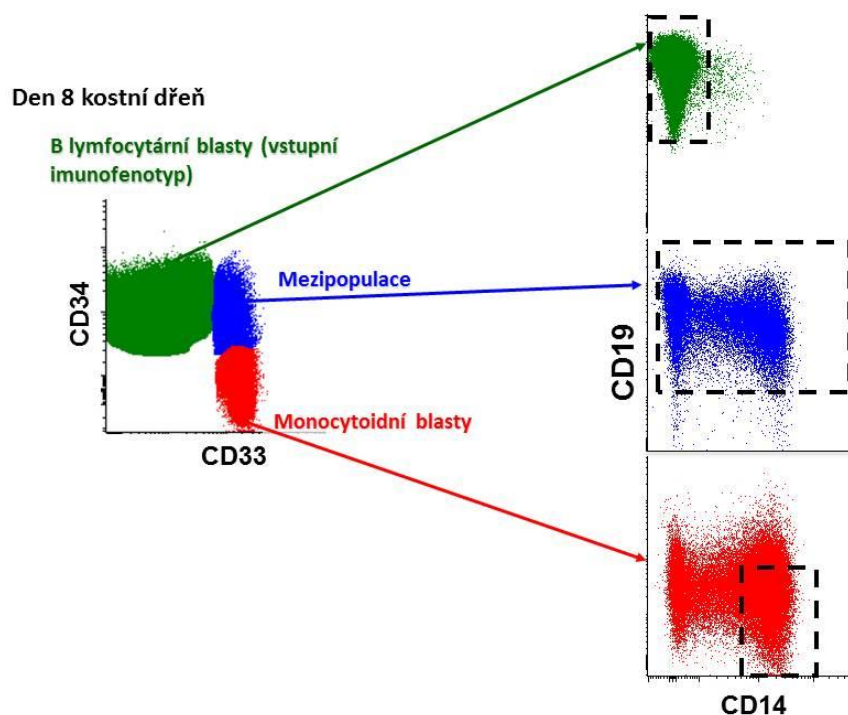 Den 8 kostní dřeň
B lymfocytární blasty (vstupní
imunofenotyp)
CD34
Mezipopulace
Monocytoidní blasty
CD33
CD19
CD14